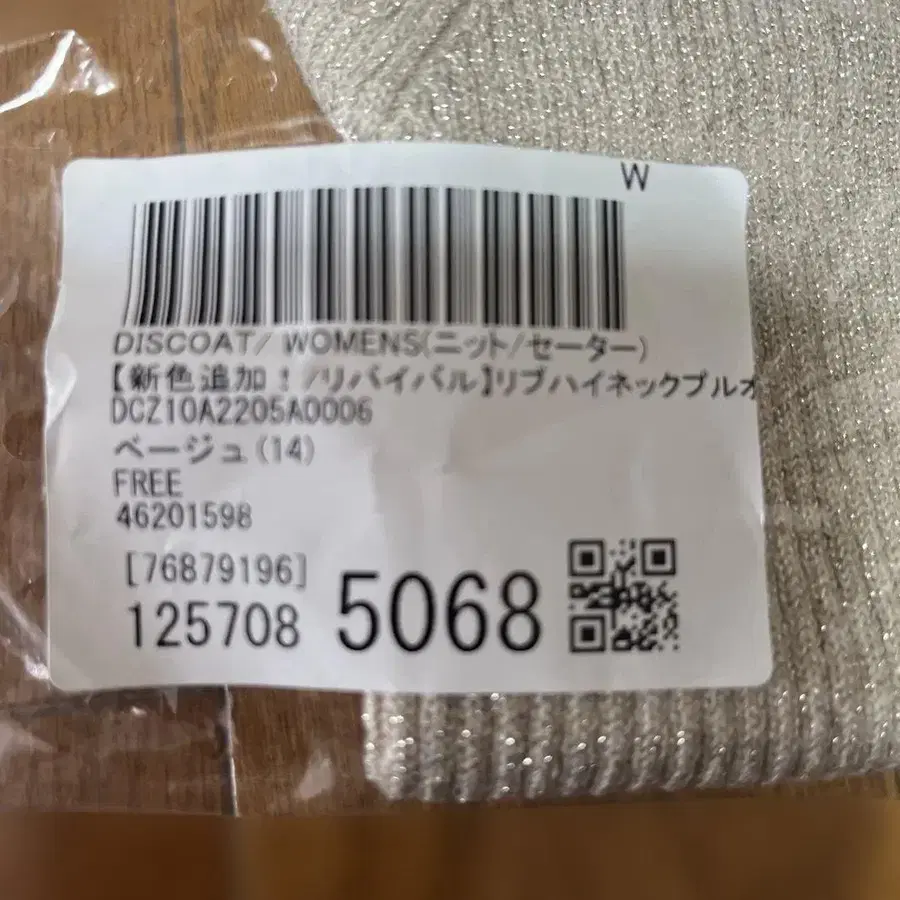 W
DISCOAT/ WOMENS(ニット/セーター)
【新色追加！/リバイバル】リブハイネックプルオ
DCZ10A2205A0006
ベージュ(14)
FREE
46201598
[76879196]
125708 5068